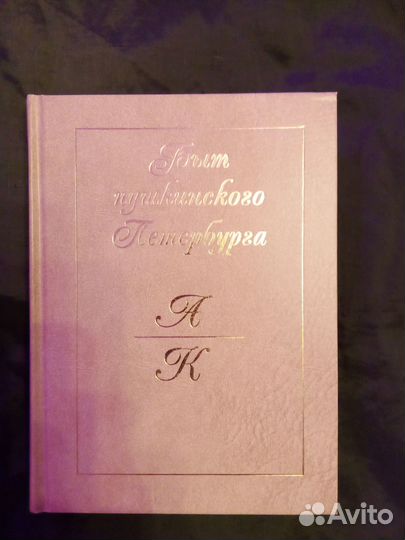 Быт
пушкинского
Петербурга
А
К
Avito